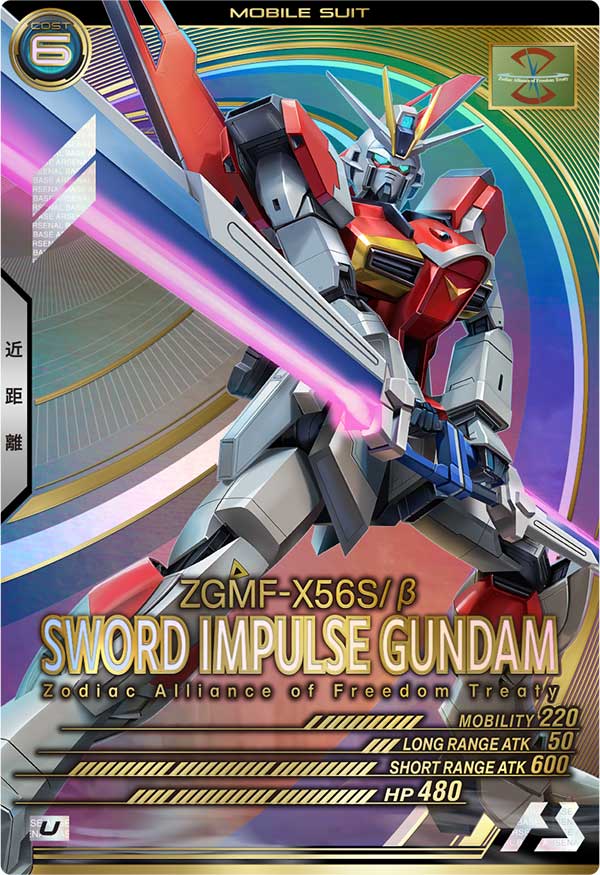 MOBILE SUIT
COST
6
Zodiac Alliance of Freedom Treaty
近距離
ZGMF-X56S/β
SWORD IMPULSE GUNDAM
Zodiac Alliance of Freedom Treaty
MOBILITY 220
LONG RANGE ATK 50
SHORT RANGE ATK 600
HP 480
U